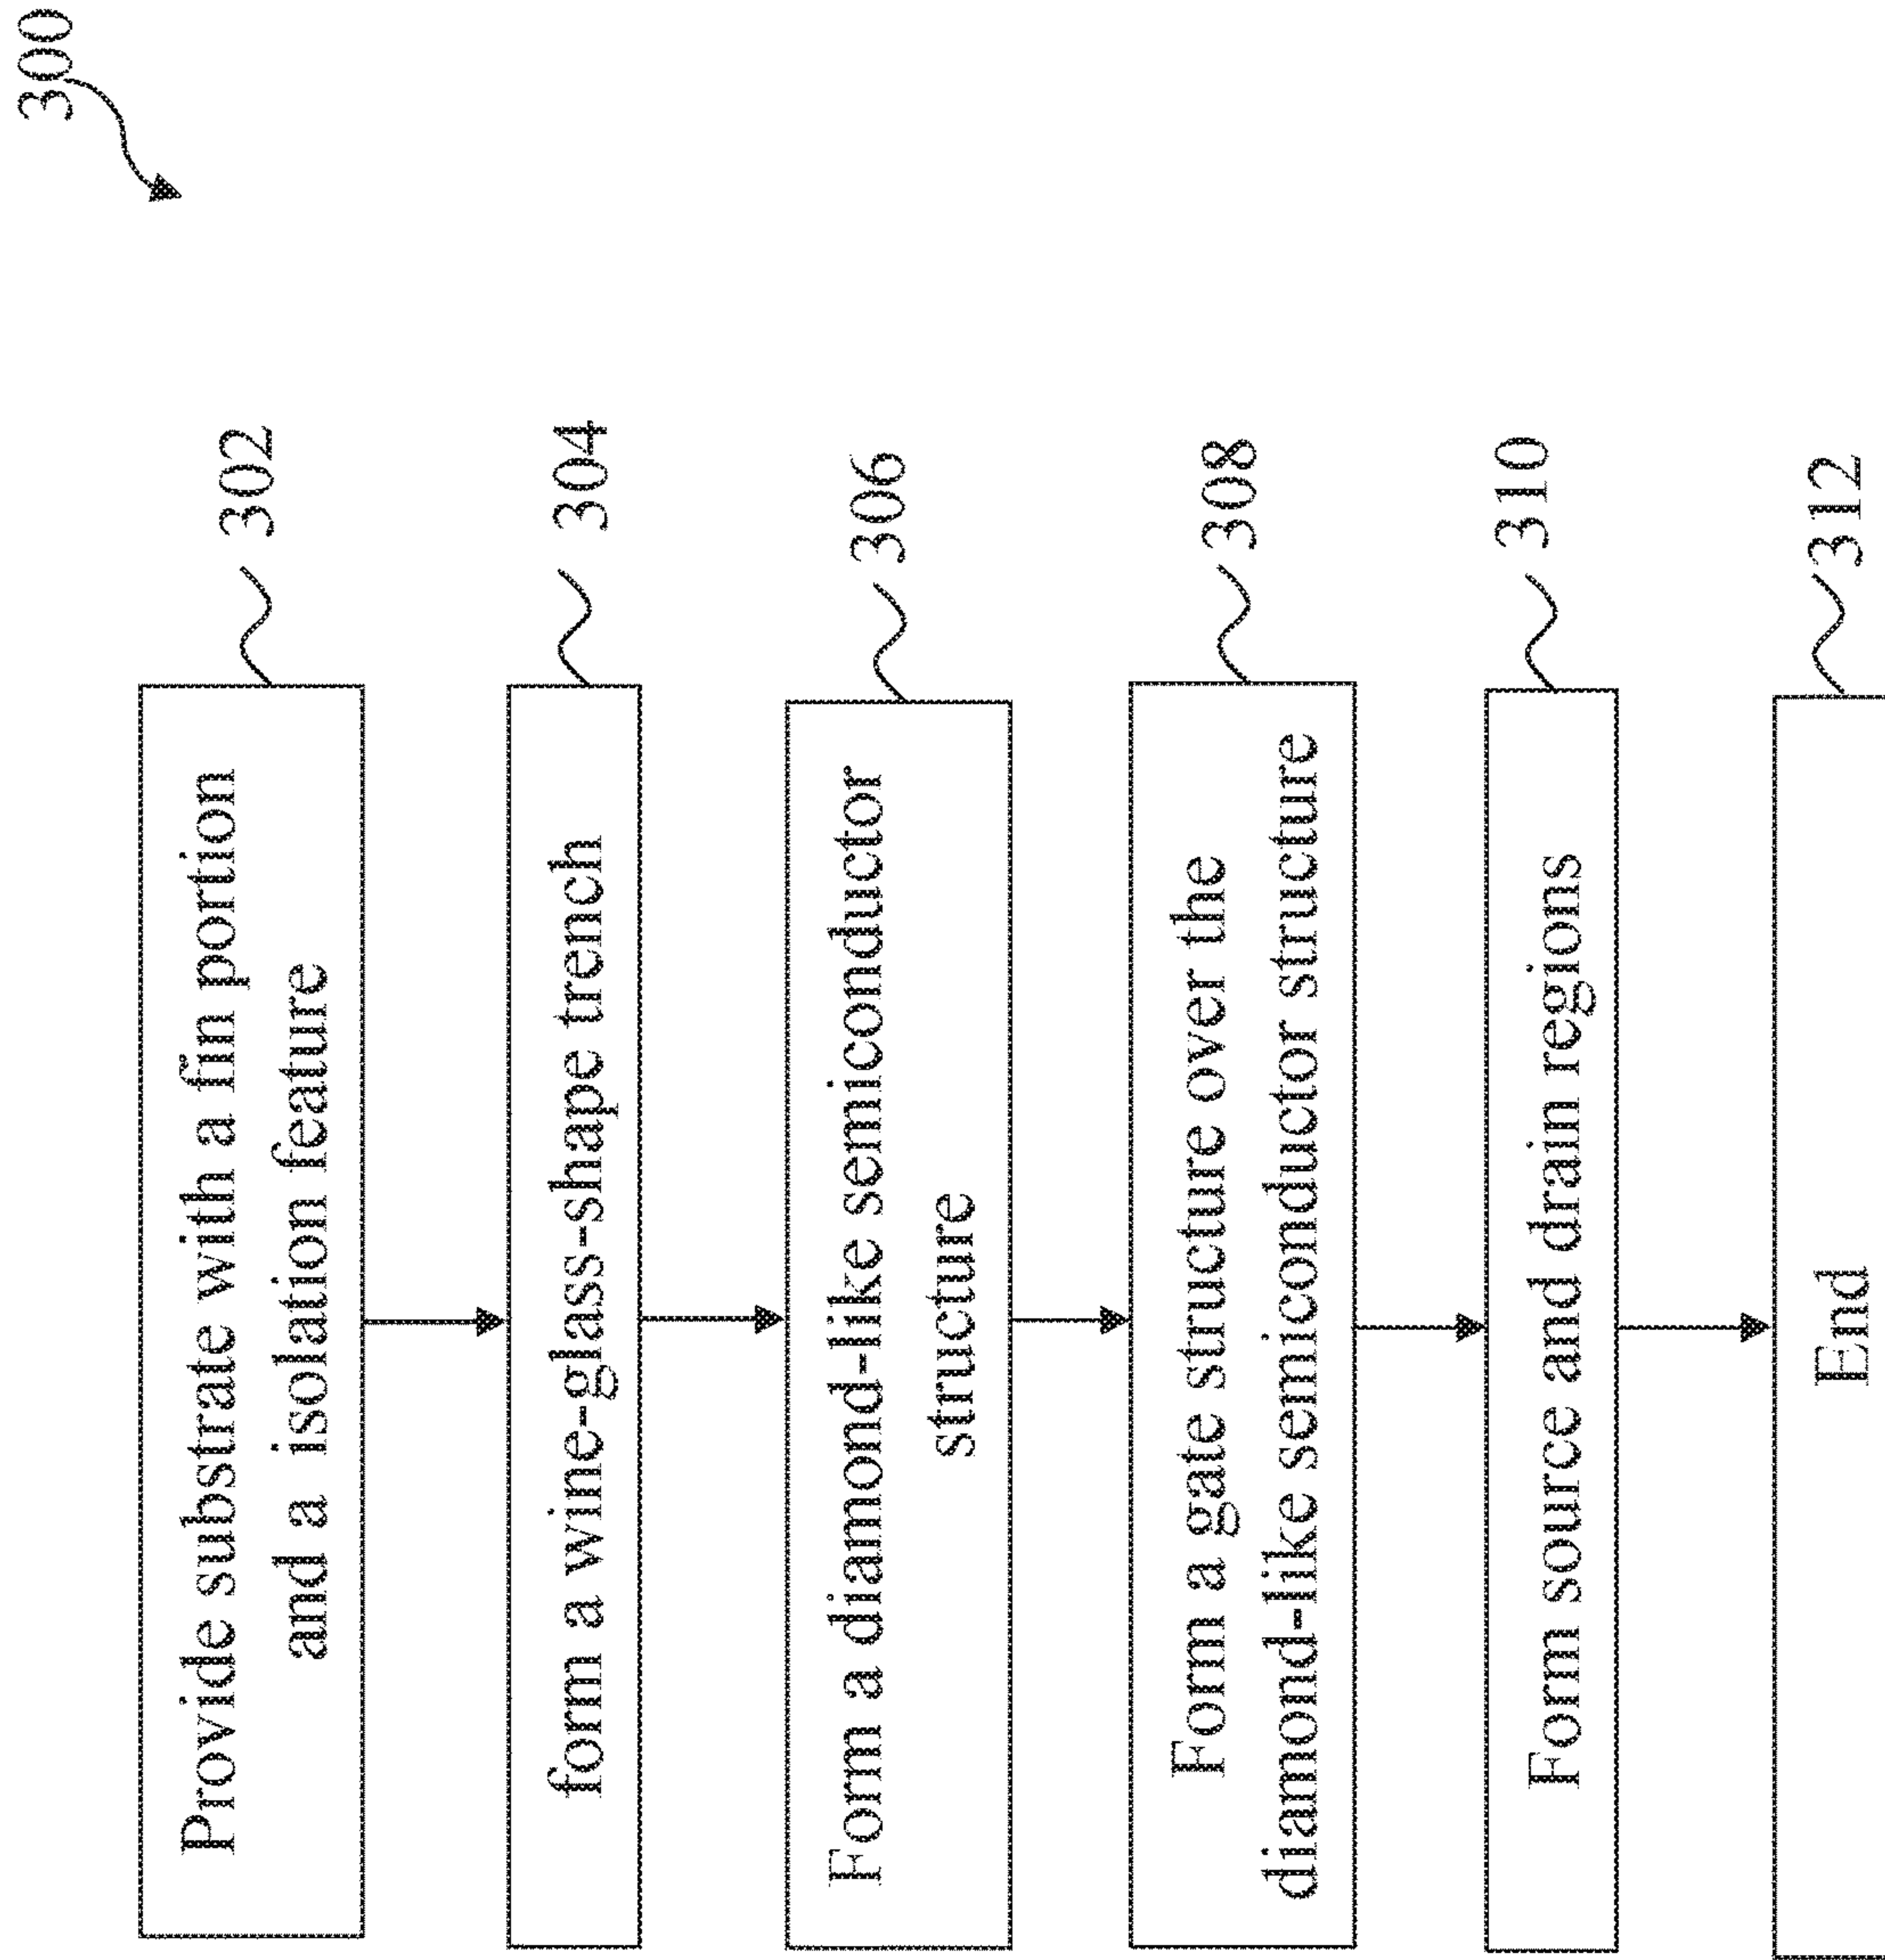 300
Provide substrate with a fin portion
and a isolation feature
302
form a wine-glass-shape trench
304
Form a diamond-like semiconductor
structure
306
Form a gate structure over the
diamond-like semiconductor structure
308
Form source and drain regions
310
End
312